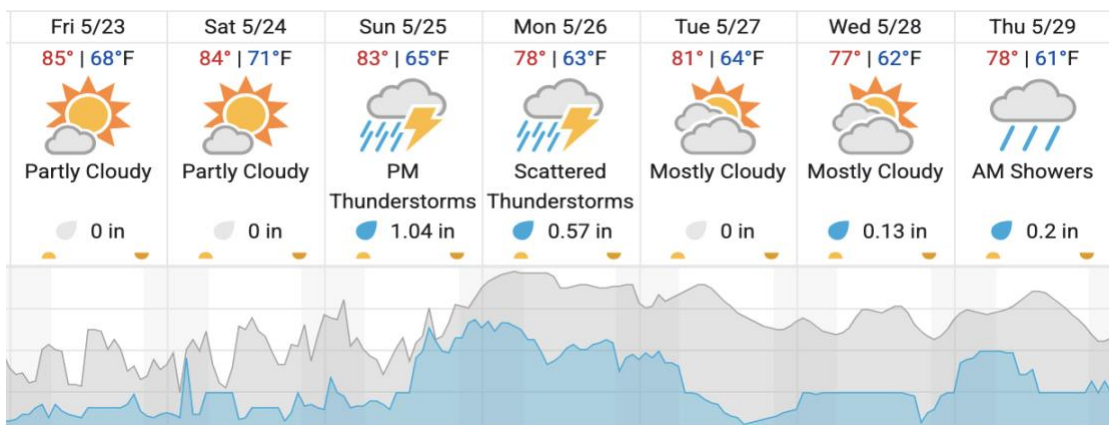 Fri 5/23
85° | 68°F
Partly Cloudy
0 in
Sat 5/24
84° | 71°F
Partly Cloudy
0 in
Sun 5/25
83° | 65°F
PM
Thunderstorms
1.04 in
Mon 5/26
78° | 63°F
Scattered
Thunderstorms
0.57 in
Tue 5/27
81° | 64°F
Mostly Cloudy
0 in
Wed 5/28
77° | 62°F
Mostly Cloudy
0.13 in
Thu 5/29
78° | 61°F
AM Showers
0.2 in